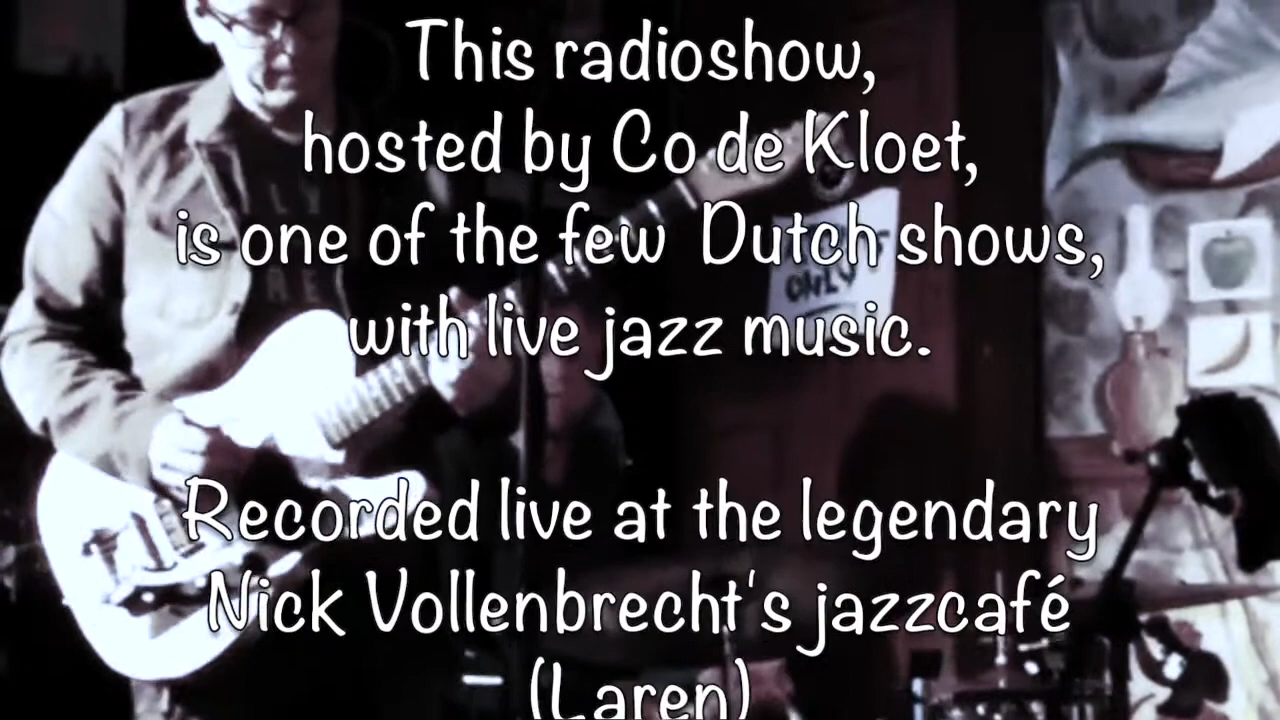 This radioshow,
hosted by Co de Kloet,
is one of the few Dutch shows,
with live jazz music.
ONLY
Recorded live at the legendary
Nick Vollenbrecht's jazzcafé
(Laren)